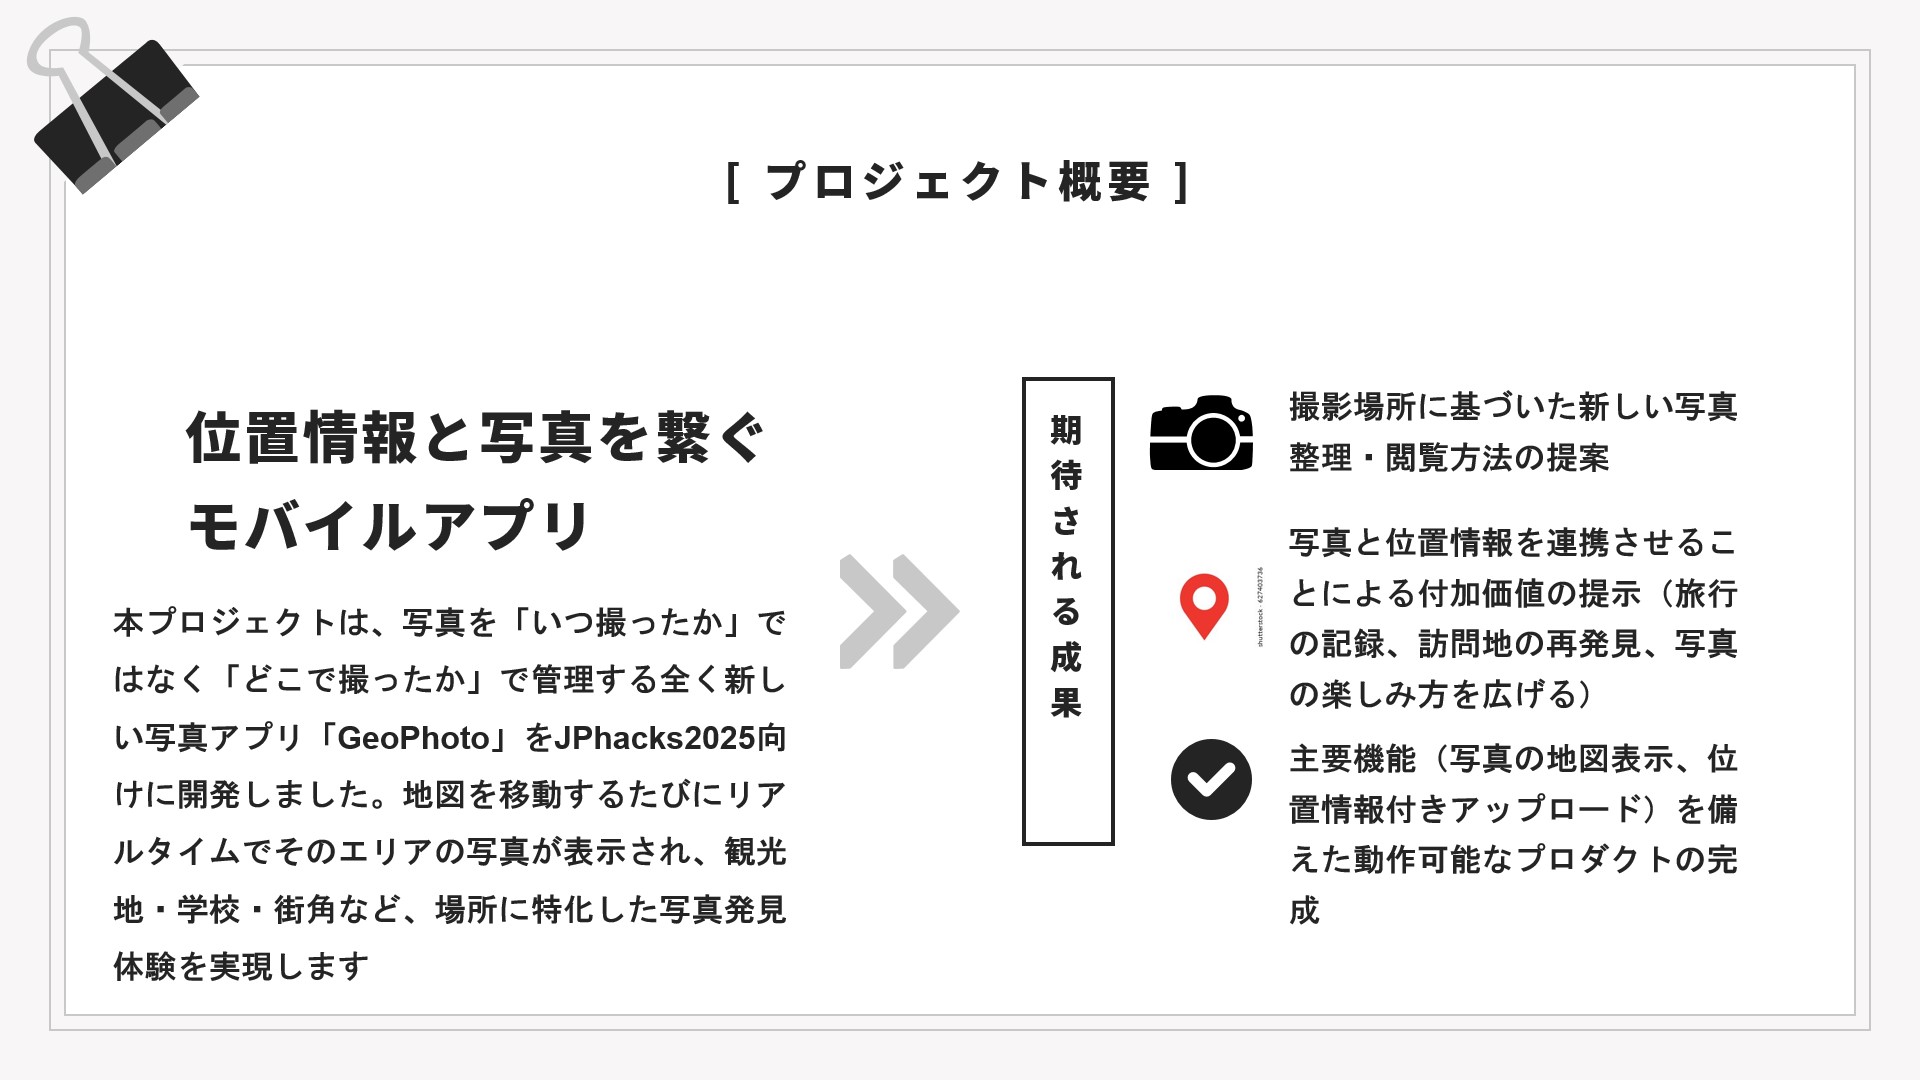 [ プロジェクト概要 ]
位置情報と写真を繋ぐ
モバイルアプリ
本プロジェクトは、写真を「いつ撮ったか」で
はなく「どこで撮ったか」で管理する全く新し
い写真アプリ「GeoPhoto」をJPhacks2025向
けに開発しました。地図を移動するたびにリア
ルタイムでそのエリアの写真が表示され、観光
地・学校・街角など、場所に特化した写真発見
体験を実現します
期待される成果
撮影場所に基づいた新しい写真
整理・閲覧方法の提案
写真と位置情報を連携させるこ
とによる付加価値の提示（旅行
の記録、訪問地の再発見、写真
の楽しみ方を広げる）
shutterstock · 627403736
主要機能（写真の地図表示、位
置情報付きアップロード）を備
えた動作可能なプロダクトの完
成